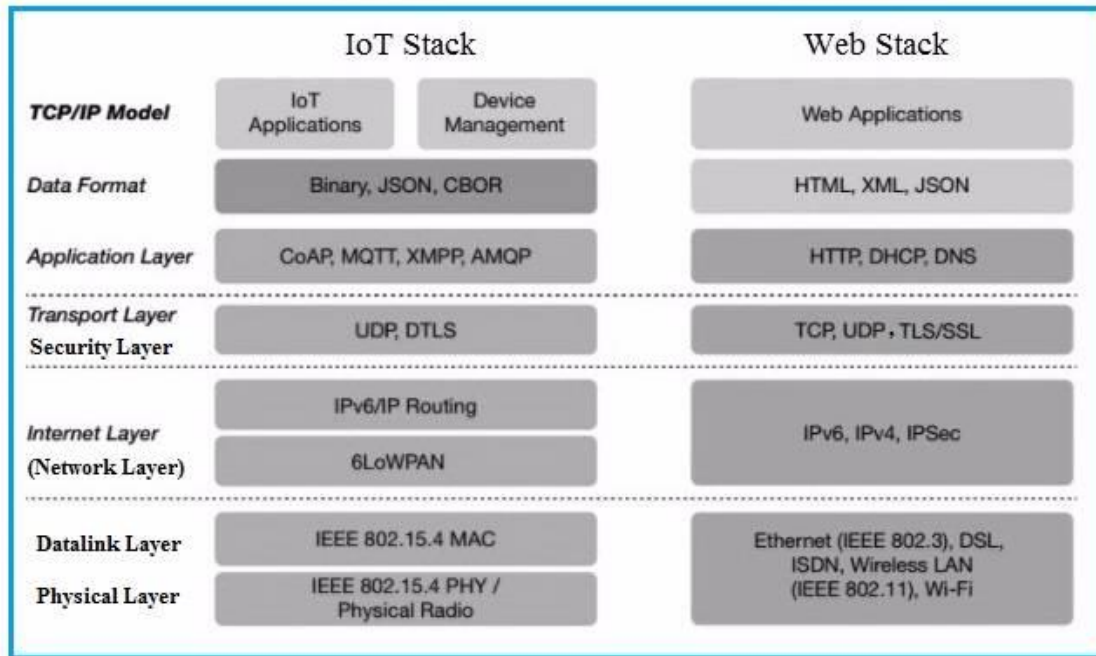 IoT Stack
Web Stack
TCP/IP Model
IoT
Applications
Device
Management
Web Applications
Data Format
Binary, JSON, CBOR
HTML, XML, JSON
Application Layer
CoAP, MQTT, XMPP, AMQP
HTTP, DHCP, DNS
Transport Layer
Security Layer
UDP, DTLS
TCP, UDP，TLS/SSL
Internet Layer
(Network Layer)
IPv6/IP Routing
6LoWPAN
IPv6, IPv4, IPSec
Datalink Layer
IEEE 802.15.4 MAC
Physical Layer
IEEE 802.15.4 PHY /
Physical Radio
Ethernet (IEEE 802.3), DSL,
ISDN, Wireless LAN
(IEEE 802.11), Wi-Fi